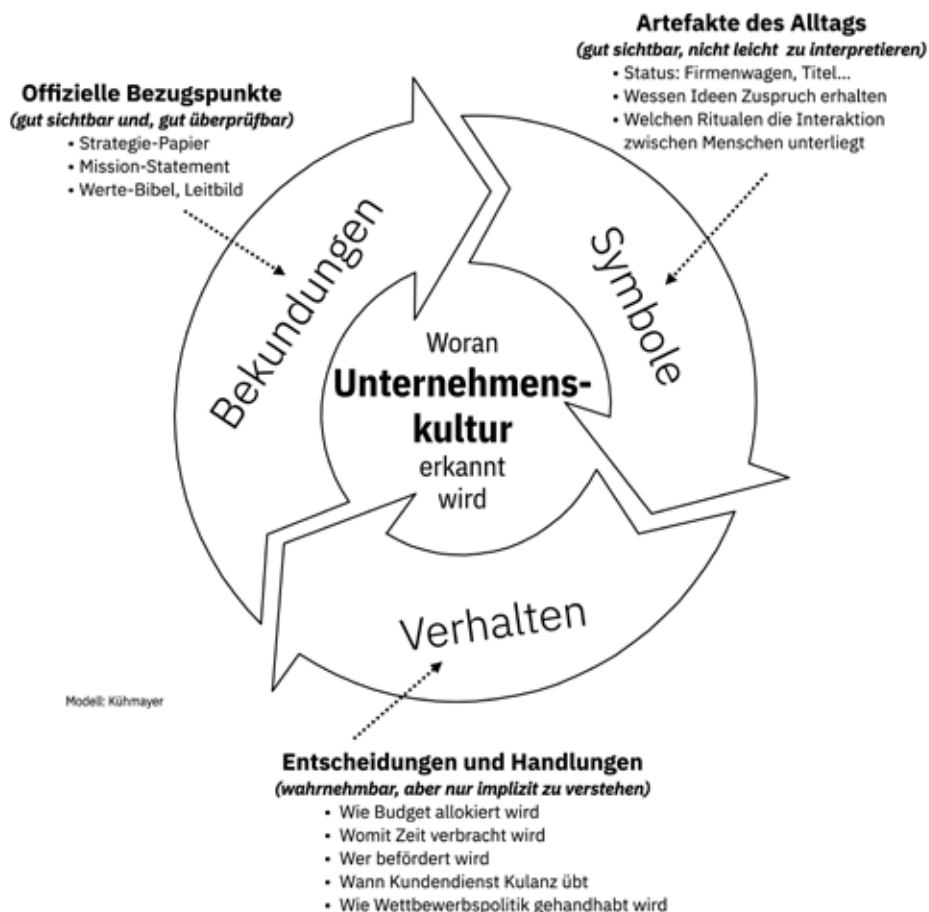 Artefakte des Alltags
(gut sichtbar, nicht leicht zu interpretieren)
• Status: Firmenwagen, Titel...
• Wessen Ideen Zuspruch erhalten
• Welchen Ritualen die Interaktion
zwischen Menschen unterliegt
Offizielle Bezugspunkte
(gut sichtbar und, gut überprüfbar)
• Strategie-Papier
• Mission-Statement
• Werte-Bibel, Leitbild
Bekundungen
Symbole
Woran
Unternehmens-
kultur
erkannt
wird
Verhalten
Modell: Kühmayer
Entscheidungen und Handlungen
(wahrnehmbar, aber nur implizit zu verstehen)
• Wie Budget allokiert wird
• Womit Zeit verbracht wird
• Wer befördert wird
• Wann Kundendienst Kulanz übt
• Wie Wettbewerbspolitik gehandhabt wird